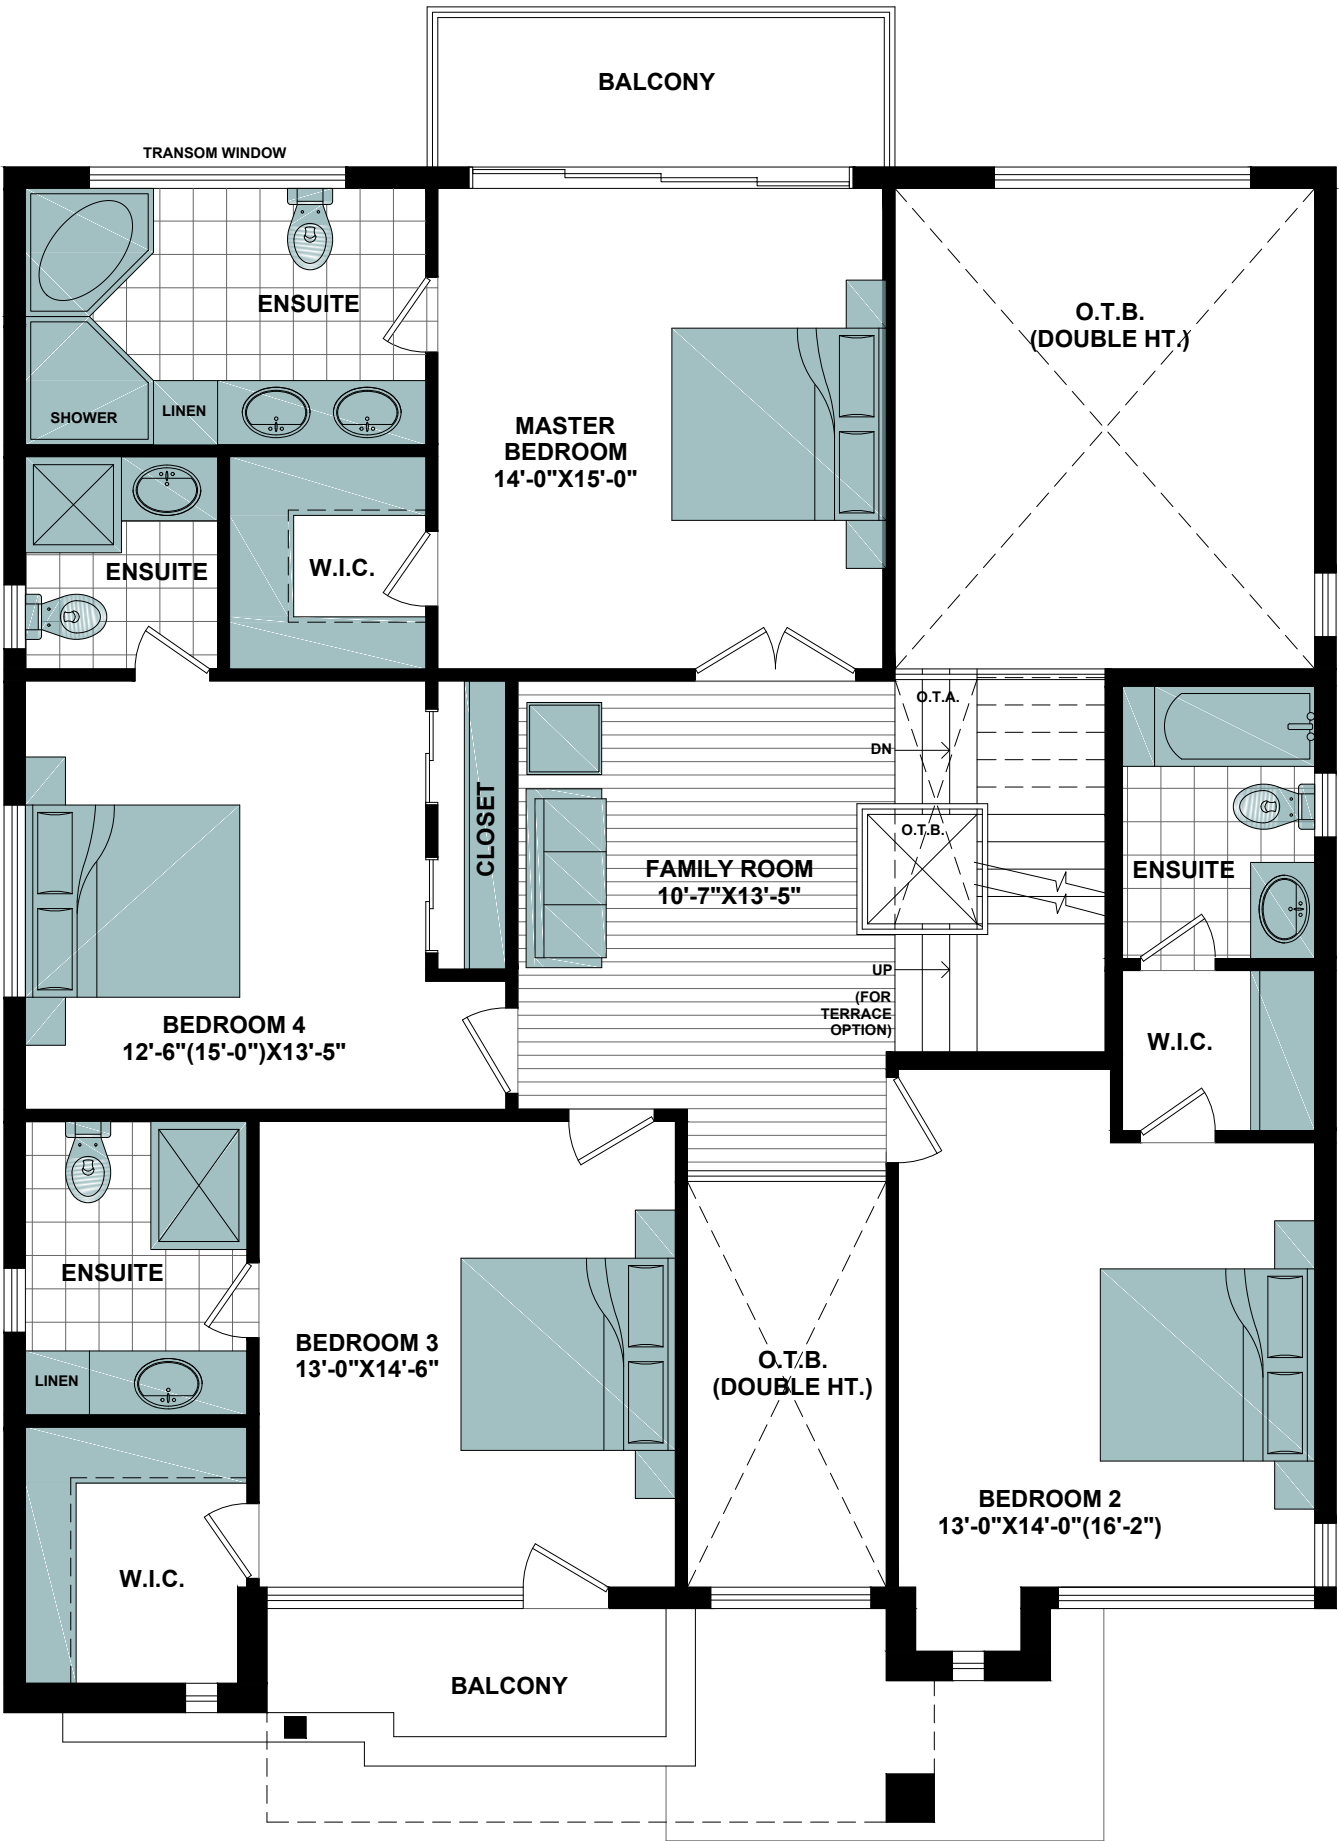 BALCONY
TRANSOM WINDOW
ENSUITE
O.T.B.
(DOUBLE HT.)
SHOWER
LINEN
MASTER
BEDROOM
14'-0"X15'-0"
ENSUITE
W.I.C.
O.T.A.
DN
CLOSET
O.T.B.
FAMILY ROOM
10'-7"X13'-5"
ENSUITE
UP
(FOR
TERRACE
OPTION)
BEDROOM 4
12'-6"(15'-0")X13'-5"
W.I.C.
ENSUITE
LINEN
BEDROOM 3
13'-0"X14'-6"
O.T.B.
(DOUBLE HT.)
BEDROOM 2
13'-0"X14'-0"(16'-2")
W.I.C.
BALCONY